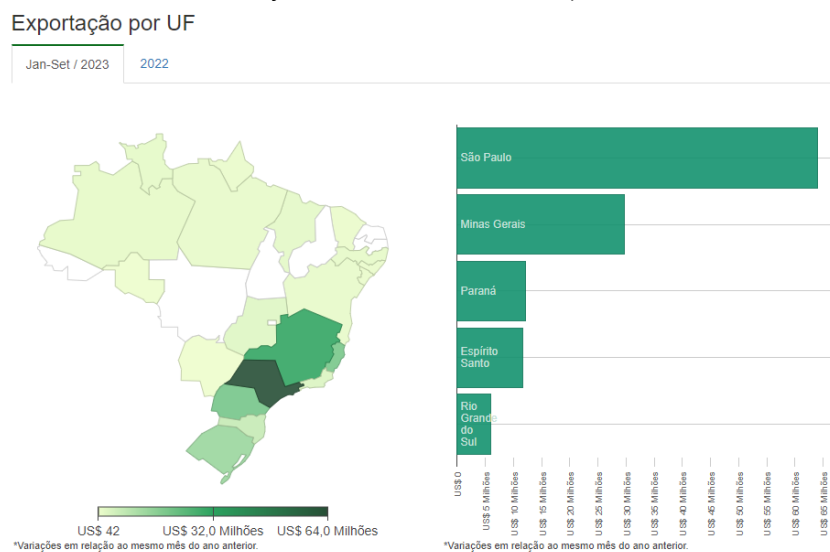 Exportação por UF
Jan-Set / 2023
2022
São Paulo
Minas Gerais
Paraná
Espírito
Santo
Rio
Grande
do
Sul
US$ 0
US$ 5 Milhões
US$ 10 Milhões
US$ 15 Milhões
US$ 20 Milhões
US$ 25 Milhões
US$ 30 Milhões
US$ 35 Milhões
US$ 40 Milhões
US$ 45 Milhões
US$ 50 Milhões
US$ 55 Milhões
US$ 60 Milhões
US$ 65 Milhões
US$ 42
US$ 32,0 Milhões
US$ 64,0 Milhões
*Variações em relação ao mesmo mês do ano anterior.
*Variações em relação ao mesmo mês do ano anterior.